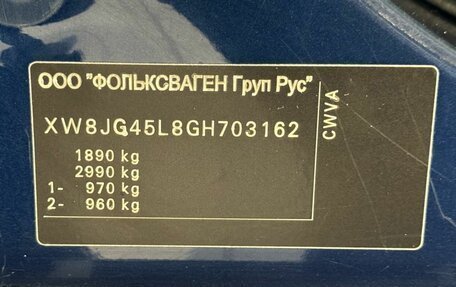 ООО "ФОЛЬКСВАГЕН Груп Рус"
XW8JG45L8GH703162
1890 kg
2990 kg
1- 970 kg
2- 960 kg
CWVA